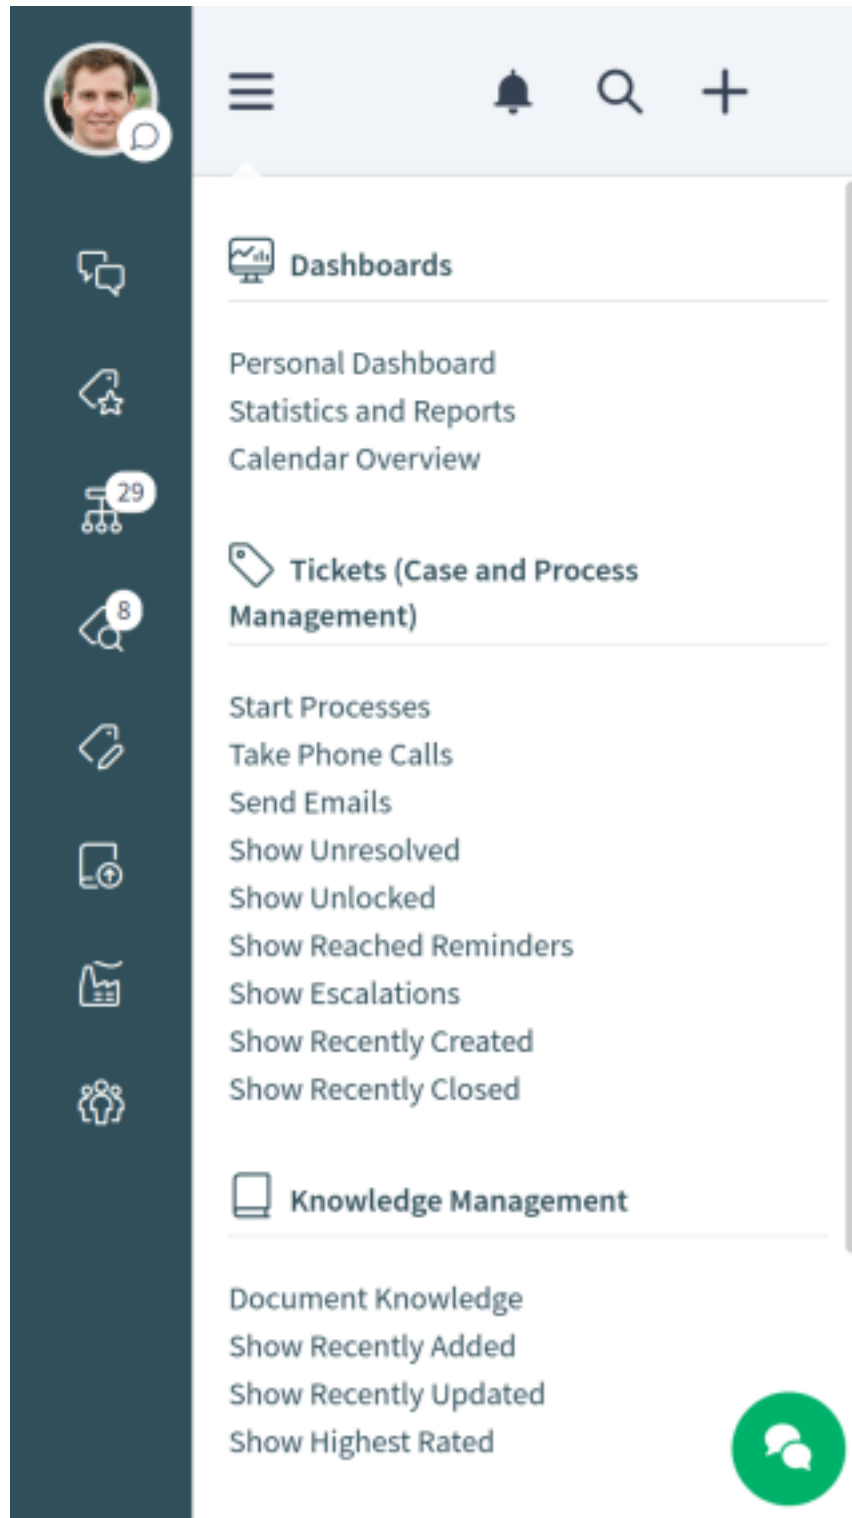 29
8
Dashboards
Personal Dashboard
Statistics and Reports
Calendar Overview
Tickets (Case and Process
Management)
Start Processes
Take Phone Calls
Send Emails
Show Unresolved
Show Unlocked
Show Reached Reminders
Show Escalations
Show Recently Created
Show Recently Closed
Knowledge Management
Document Knowledge
Show Recently Added
Show Recently Updated
Show Highest Rated